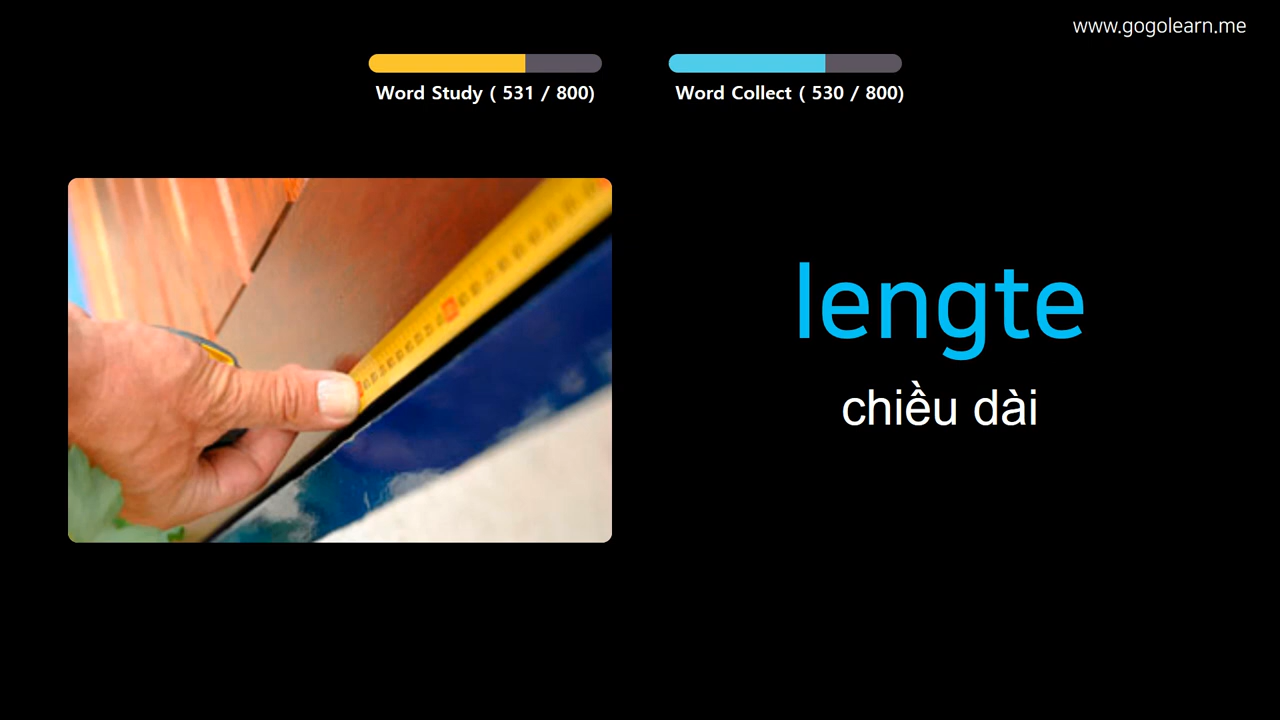 www.gogolearn.me
Word Study ( 531 / 800)
Word Collect ( 530 / 800)
lengte
chiều dài